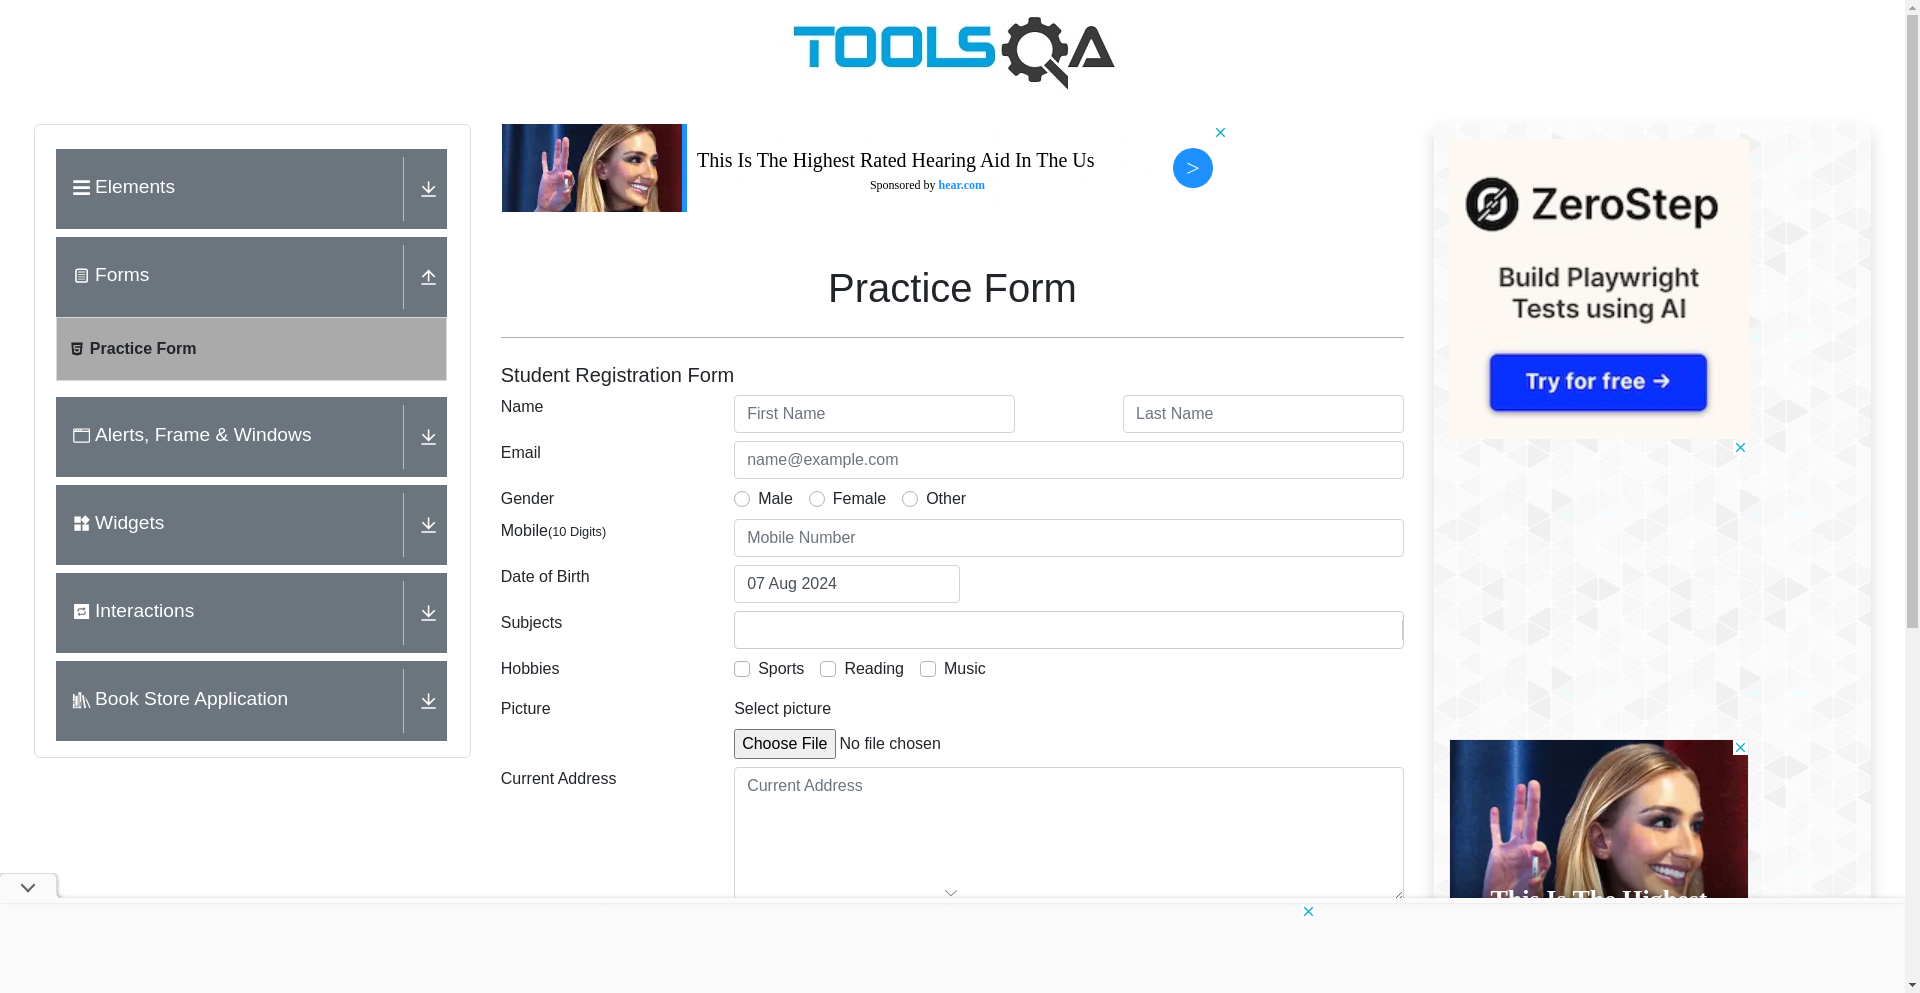 TOOLSQA
Elements
Forms
Practice Form
Alerts, Frame & Windows
Widgets
Interactions
Book Store Application
This Is The Highest Rated Hearing Aid In The Us
Sponsored by hear.com
>
Practice Form
Student Registration Form
Name
First Name
Last Name
Email
name@example.com
Gender
Male
Female
Other
Mobile(10 Digits)
Mobile Number
Date of Birth
07 Aug 2024
Subjects
Hobbies
Sports
Reading
Music
Picture
Select picture
Choose File No file chosen
Current Address
Current Address
ZeroStep
Build Playwright
Tests using AI
Try for free →
This Is The Highest